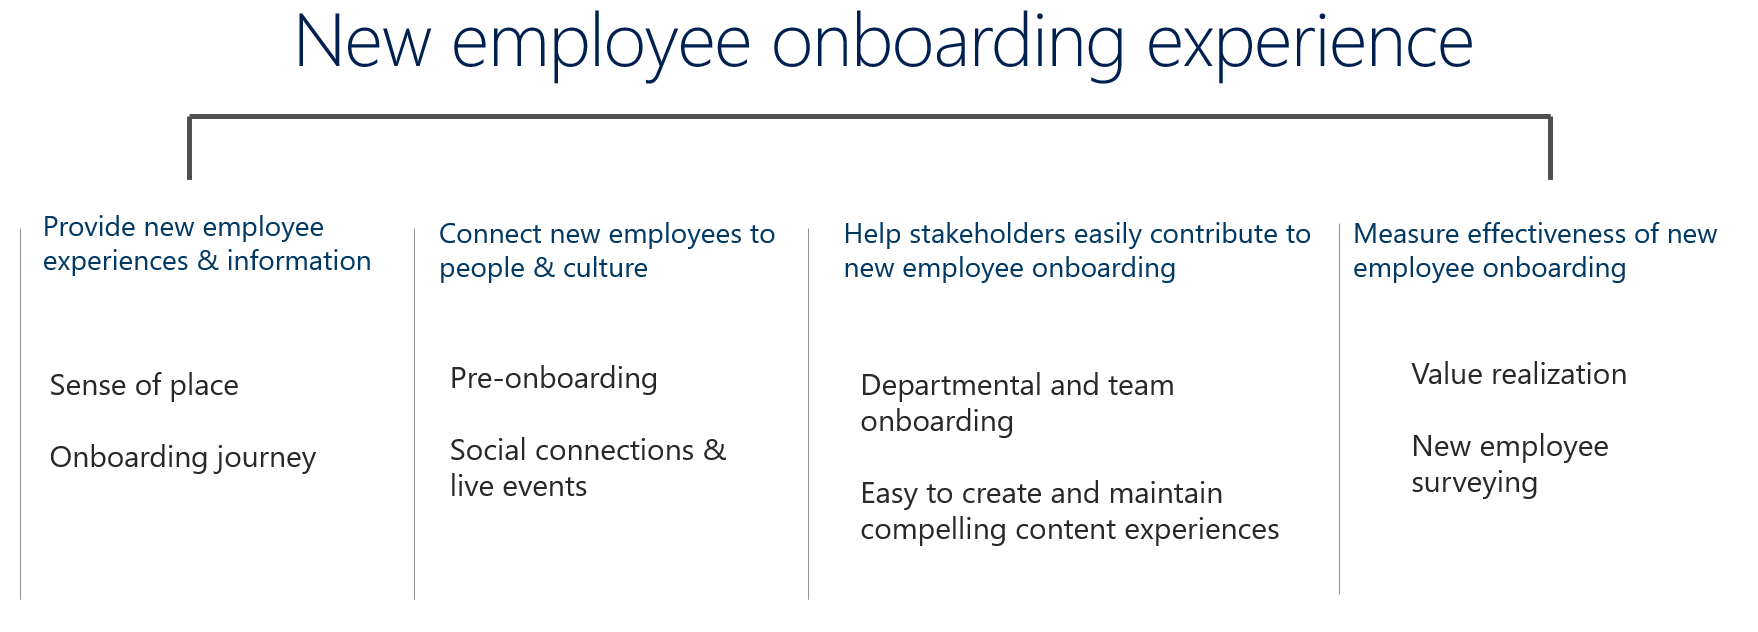 New employee onboarding experience
Provide new employee
experiences & information
Sense of place
Onboarding journey
Connect new employees to
people & culture
Pre-onboarding
Social connections &
live events
Help stakeholders easily contribute to
new employee onboarding
Departmental and team
onboarding
Easy to create and maintain
compelling content experiences
Measure effectiveness of new
employee onboarding
Value realization
New employee
surveying